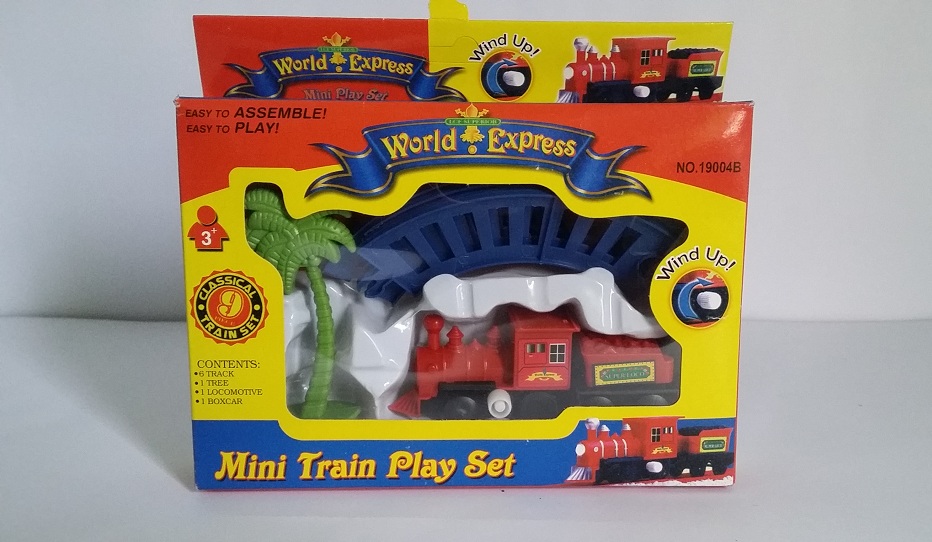 World Express
Mini Play Set
Wind Up!
EASY TO ASSEMBLE!
EASY TO PLAY!
World Express
NO.19004B
3+
Wind Up!
CLASSICAL
9
TRAIN SET
CONTENTS:
•6 TRACK
•1 TREE
•1 LOCOMOTIVE
•1 BOXCAR
SUPERLOCO
Mini Train Play Set